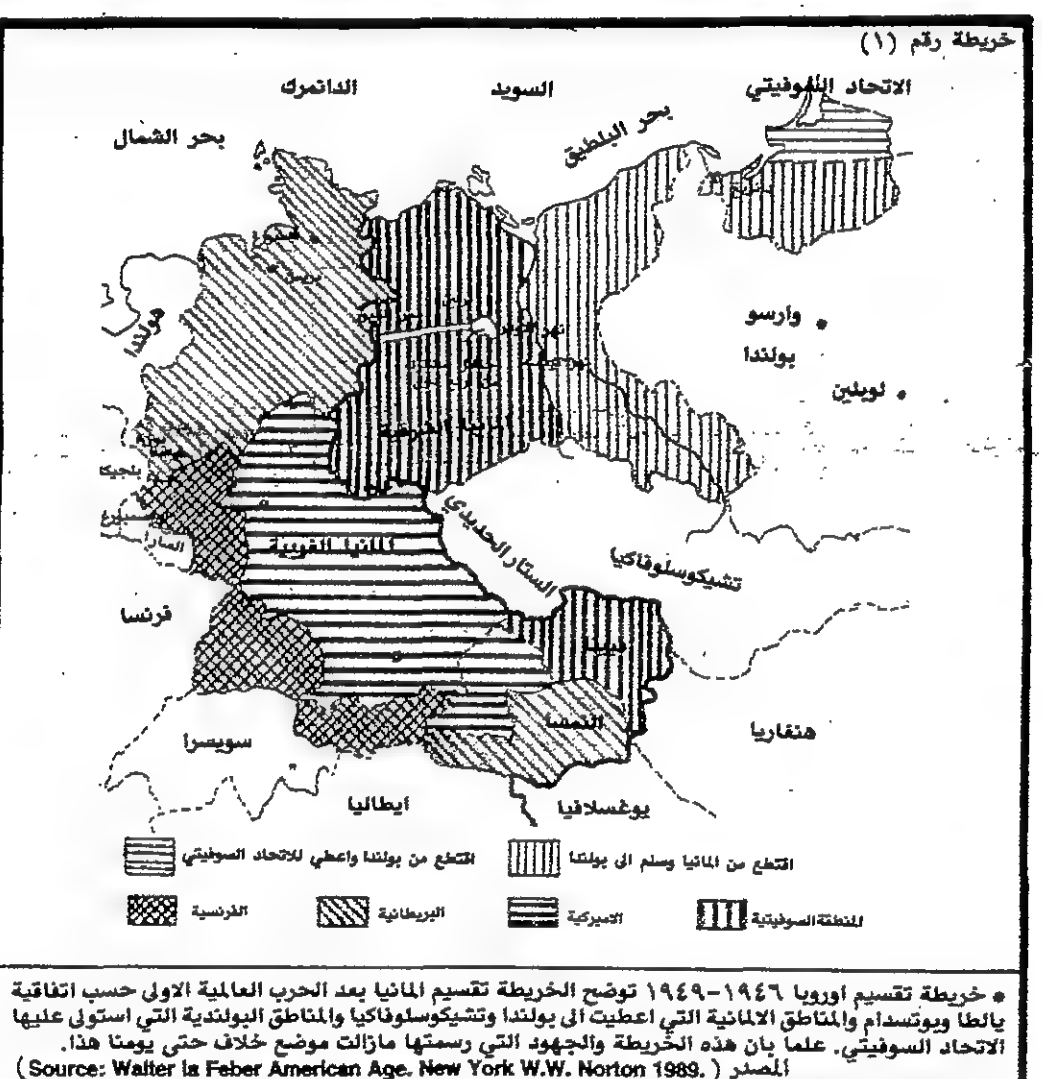 خريطة رقم (١)
الدانمرك
السويد
الاتحاد السوفيتي
بحر الشمال
بحر البلطيق
هولندا
وارسو
بولندا
لوبلين
بلجيكا
السار
المانيا الغربية
الستار الحديدي
تشيكوسلوفاكيا
فرنسا
فيينا
سويسرا
النمسا
هنغاريا
ايطاليا
يوغسلافيا
اقتطع من المانيا وسلم الى بولندا
اقتطع من بولندا واعطي للاتحاد السوفيتي
المنطقة السوفيتية
الاميركية
البريطانية
الفرنسية
* خريطة تقسيم اوروبا ١٩٤٦-١٩٤٩ توضح الخريطة تقسيم المانيا بعد الحرب العالمية الاولى حسب اتفاقية
يالطا وبوتسدام والمناطق الالمانية التي اعطيت الى بولندا وتشيكوسلوفاكيا والمناطق البولندية التي استولى عليها
الاتحاد السوفيتي. علما بان هذه الخريطة والجهود التي رسمتها مازالت موضع خلاف حتى يومنا هذا.
المصدر ( Source: Walter la Feber American Age. New York W.W. Norton 1989. )